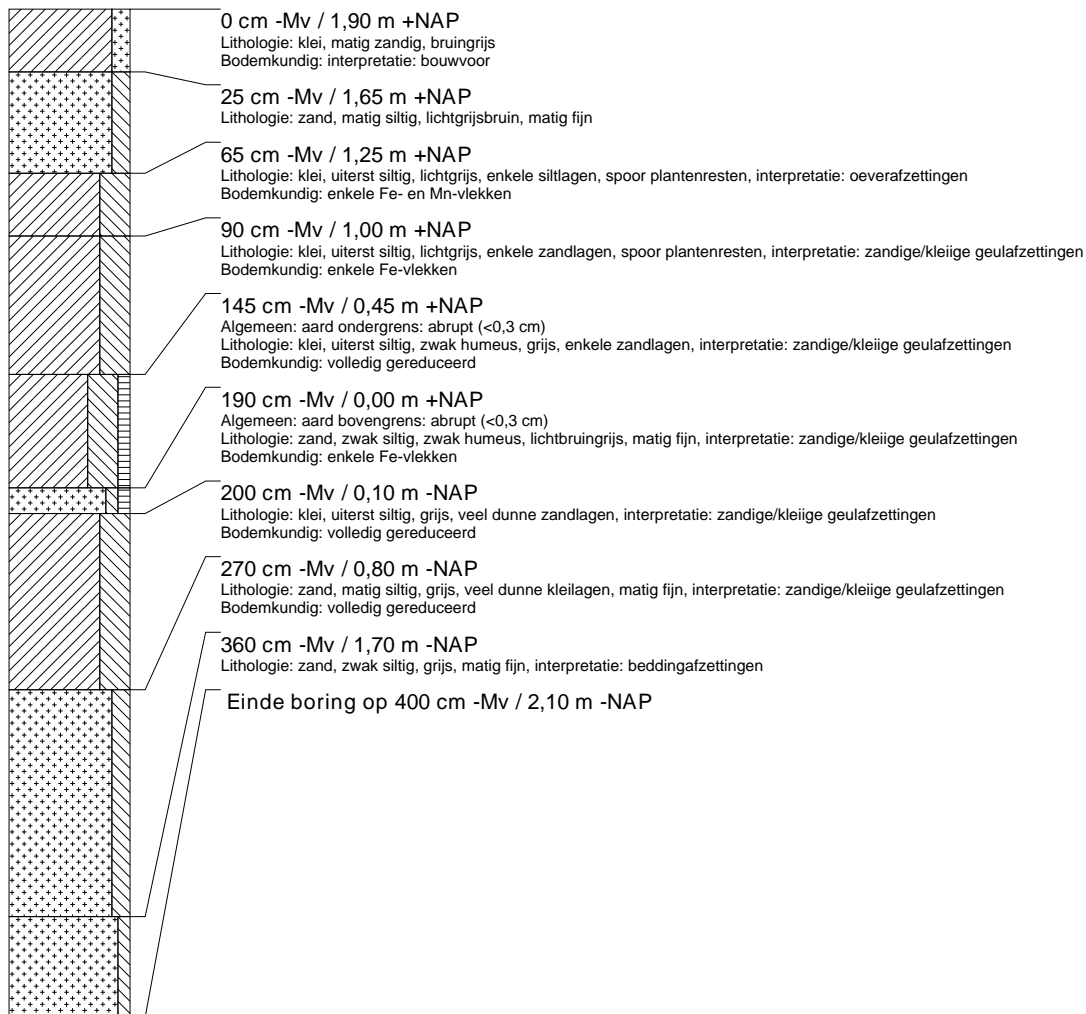 0 cm -Mv / 1,90 m +NAP
Lithologie: klei, matig zandig, bruingrijs
Bodemkundig: interpretatie: bouwvoor
25 cm -Mv / 1,65 m +NAP
Lithologie: zand, matig siltig, lichtgrijsbruin, matig fijn
65 cm -Mv / 1,25 m +NAP
Lithologie: klei, uiterst siltig, lichtgrijs, enkele siltlagen, spoor plantenresten, interpretatie: oeverafzettingen
Bodemkundig: enkele Fe- en Mn-vlekken
90 cm -Mv / 1,00 m +NAP
Lithologie: klei, uiterst siltig, lichtgrijs, enkele zandlagen, spoor plantenresten, interpretatie: zandige/kleiige geulafzettingen
Bodemkundig: enkele Fe-vlekken
145 cm -Mv / 0,45 m +NAP
Algemeen: aard ondergrens: abrupt (<0,3 cm)
Lithologie: klei, uiterst siltig, zwak humeus, grijs, enkele zandlagen, interpretatie: zandige/kleiige geulafzettingen
Bodemkundig: volledig gereduceerd
190 cm -Mv / 0,00 m +NAP
Algemeen: aard bovengrens: abrupt (<0,3 cm)
Lithologie: zand, zwak siltig, zwak humeus, lichtbruingrijs, matig fijn, interpretatie: zandige/kleiige geulafzettingen
Bodemkundig: enkele Fe-vlekken
200 cm -Mv / 0,10 m -NAP
Lithologie: klei, uiterst siltig, grijs, veel dunne zandlagen, interpretatie: zandige/kleiige geulafzettingen
Bodemkundig: volledig gereduceerd
270 cm -Mv / 0,80 m -NAP
Lithologie: zand, matig siltig, grijs, veel dunne kleilagen, matig fijn, interpretatie: zandige/kleiige geulafzettingen
Bodemkundig: volledig gereduceerd
360 cm -Mv / 1,70 m -NAP
Lithologie: zand, zwak siltig, grijs, matig fijn, interpretatie: beddingafzettingen
Einde boring op 400 cm -Mv / 2,10 m -NAP